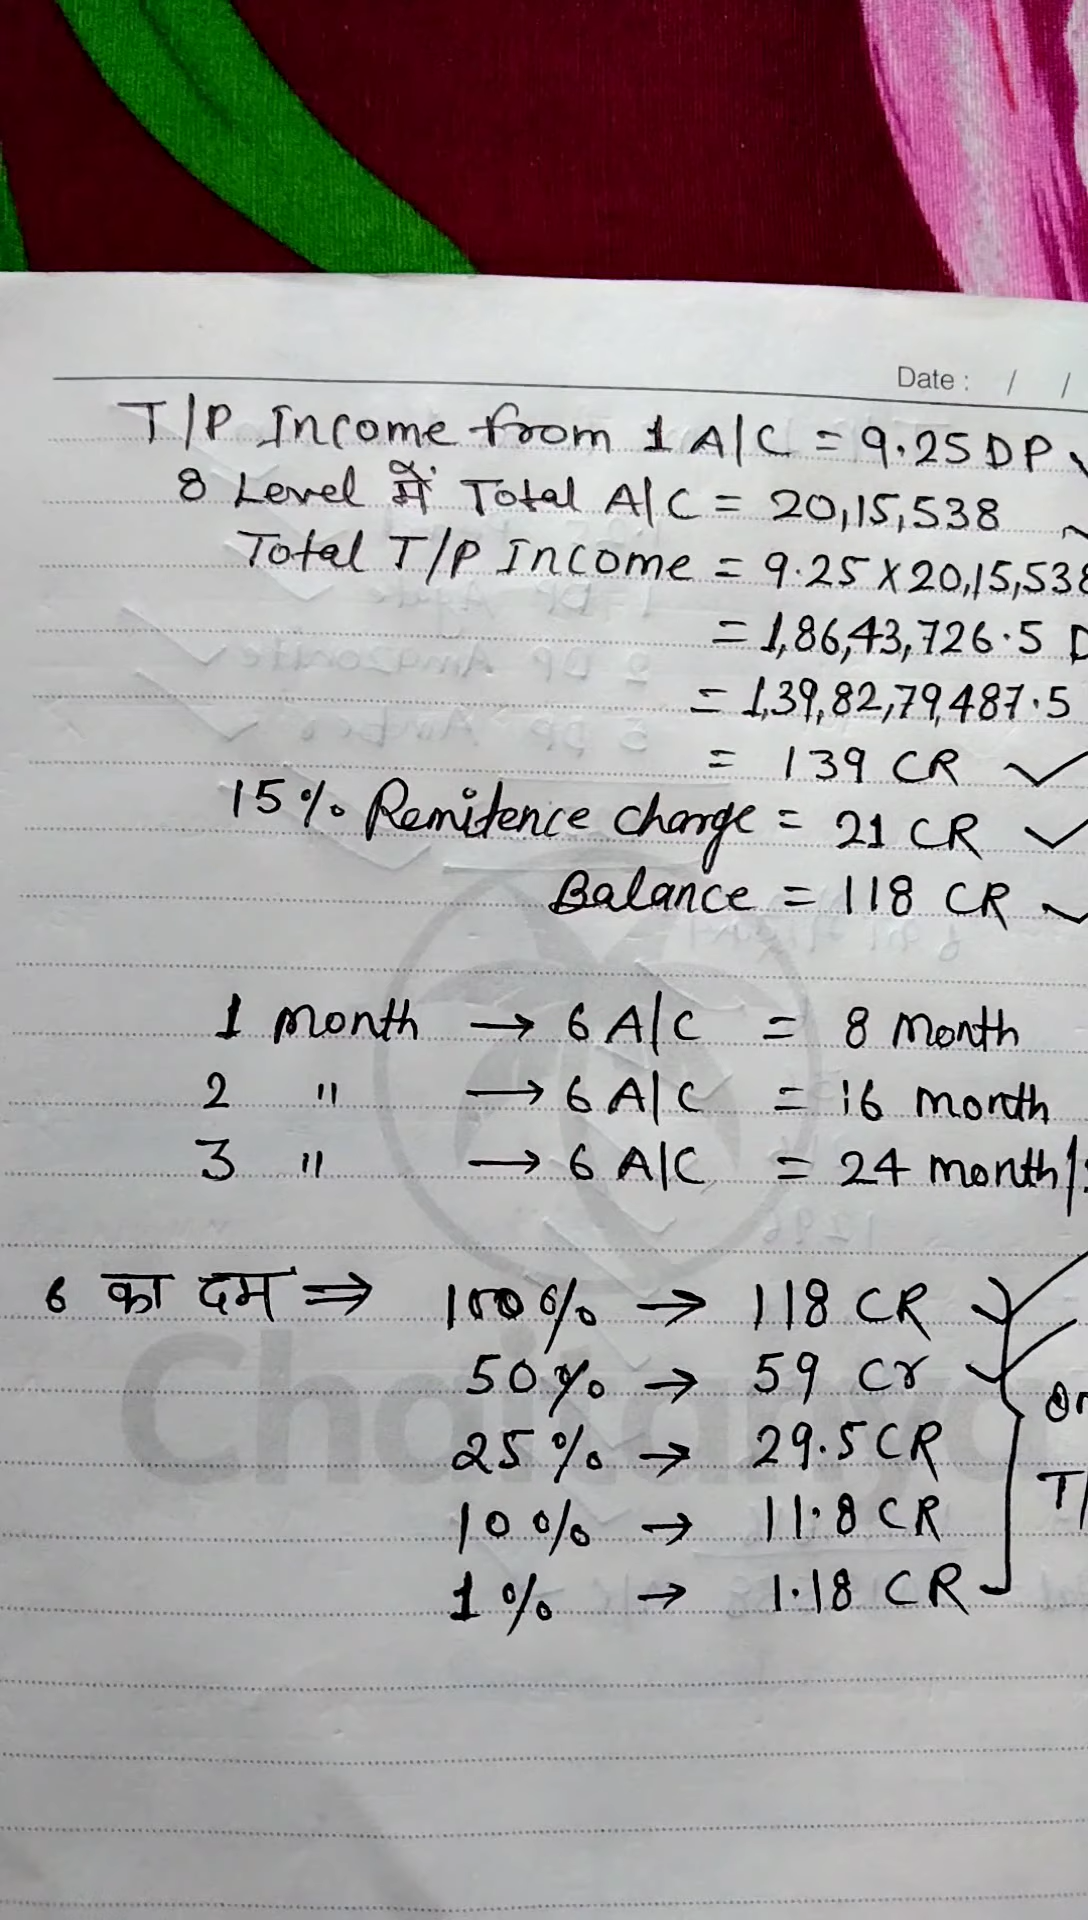 Date : / /
T/P Income from 1 A/C = 9.25 DP
8 Level में Total A/C = 20,15,538
Total T/P Income = 9.25 X 20,15,538
= 1,86,43,726.5 D
= 1,39,82,79,487.5
= 139 CR ✓
15% Remitence charge = 21 CR ✓
Balance = 118 CR ✓
1 month → 6 A/C = 8 Month
2 " → 6 A/C = 16 month
3 " → 6 A/C = 24 month
6 का दम ⇒ 100% → 118 CR
50% → 59 Cr
25% → 29.5 CR
10% → 11.8 CR
1% → 1.18 CR
T/
Chaitanya